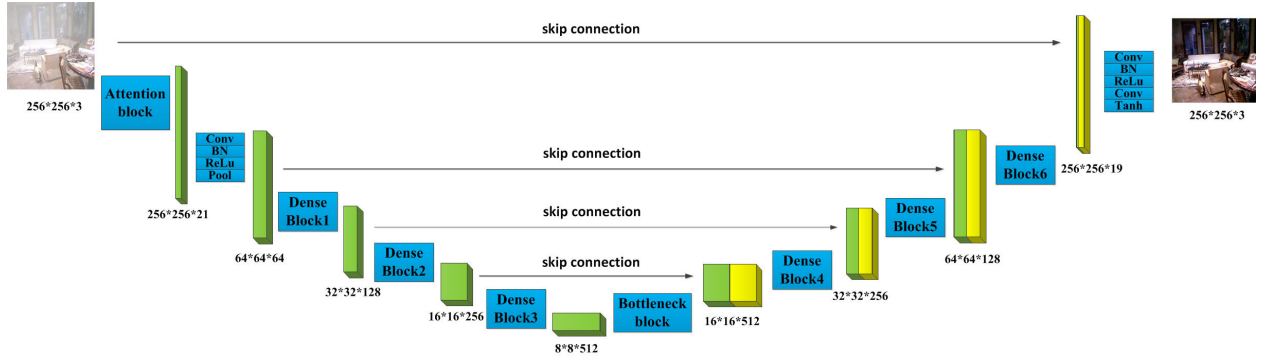 skip connection
256*256*3
Attention
block
256*256*21
Conv
BN
ReLu
Pool
64*64*64
skip connection
Dense
Block1
32*32*128
skip connection
Dense
Block2
16*16*256
skip connection
Dense
Block3
8*8*512
Bottleneck
block
16*16*512
Dense
Block4
32*32*256
Dense
Block5
64*64*128
Dense
Block6
256*256*19
Conv
BN
ReLu
Conv
Tanh
256*256*3